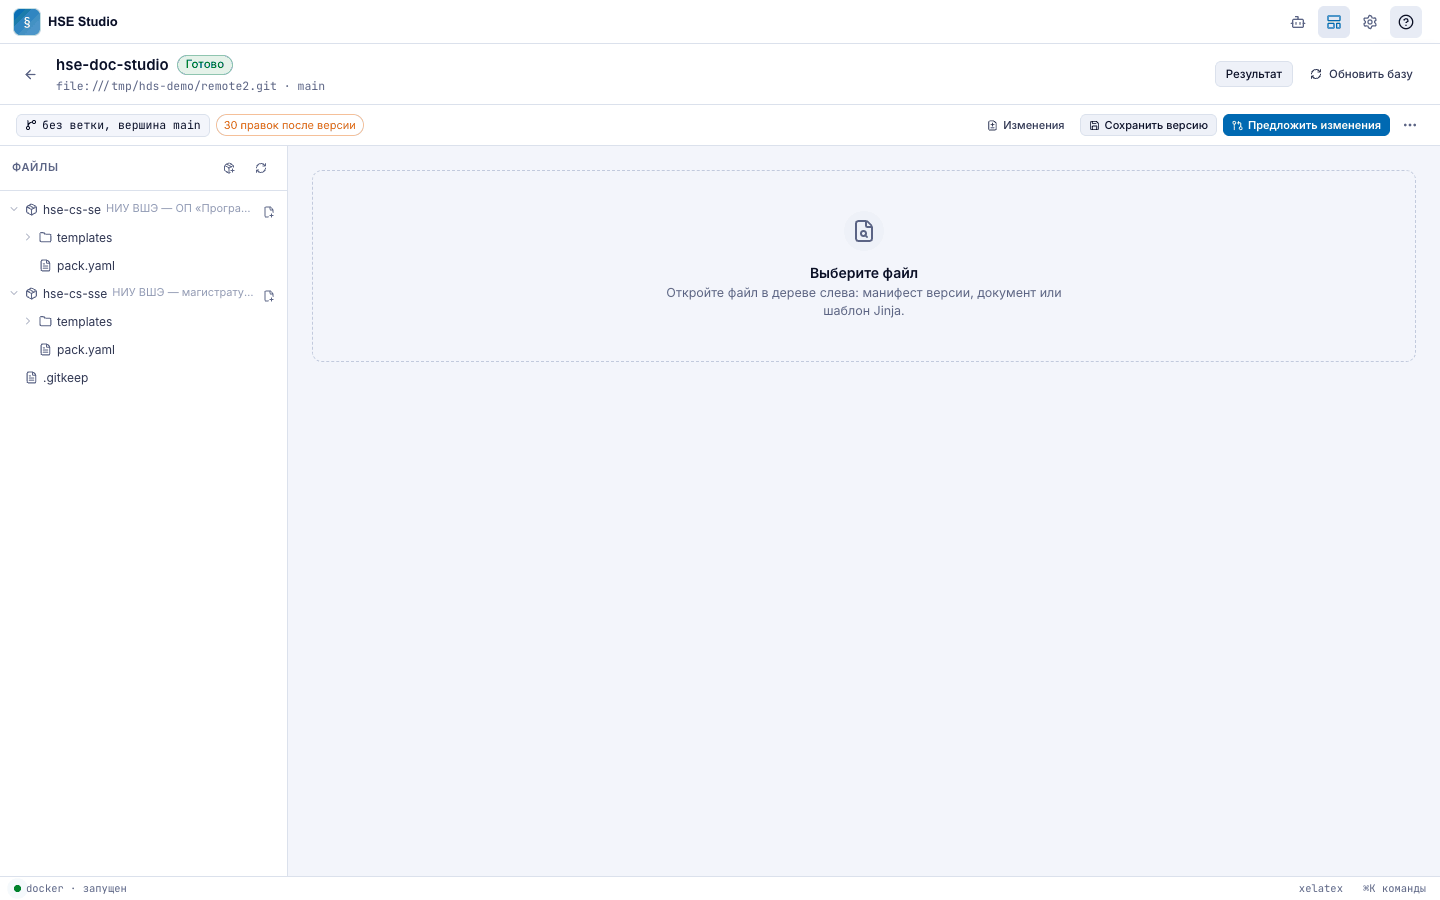 § HSE Studio
hse-doc-studio Готово
file:///tmp/hds-demo/remote2.git · main
Результат
Обновить базу
без ветки, вершина main
30 правок после версии
Изменения
Сохранить версию
Предложить изменения
ФАЙЛЫ
hse-cs-se НИУ ВШЭ — ОП «Програ...
templates
pack.yaml
hse-cs-sse НИУ ВШЭ — магистрату...
templates
pack.yaml
.gitkeep
Выберите файл
Откройте файл в дереве слева: манифест версии, документ или
шаблон Jinja.
docker · запущен
xelatex
⌘K команды